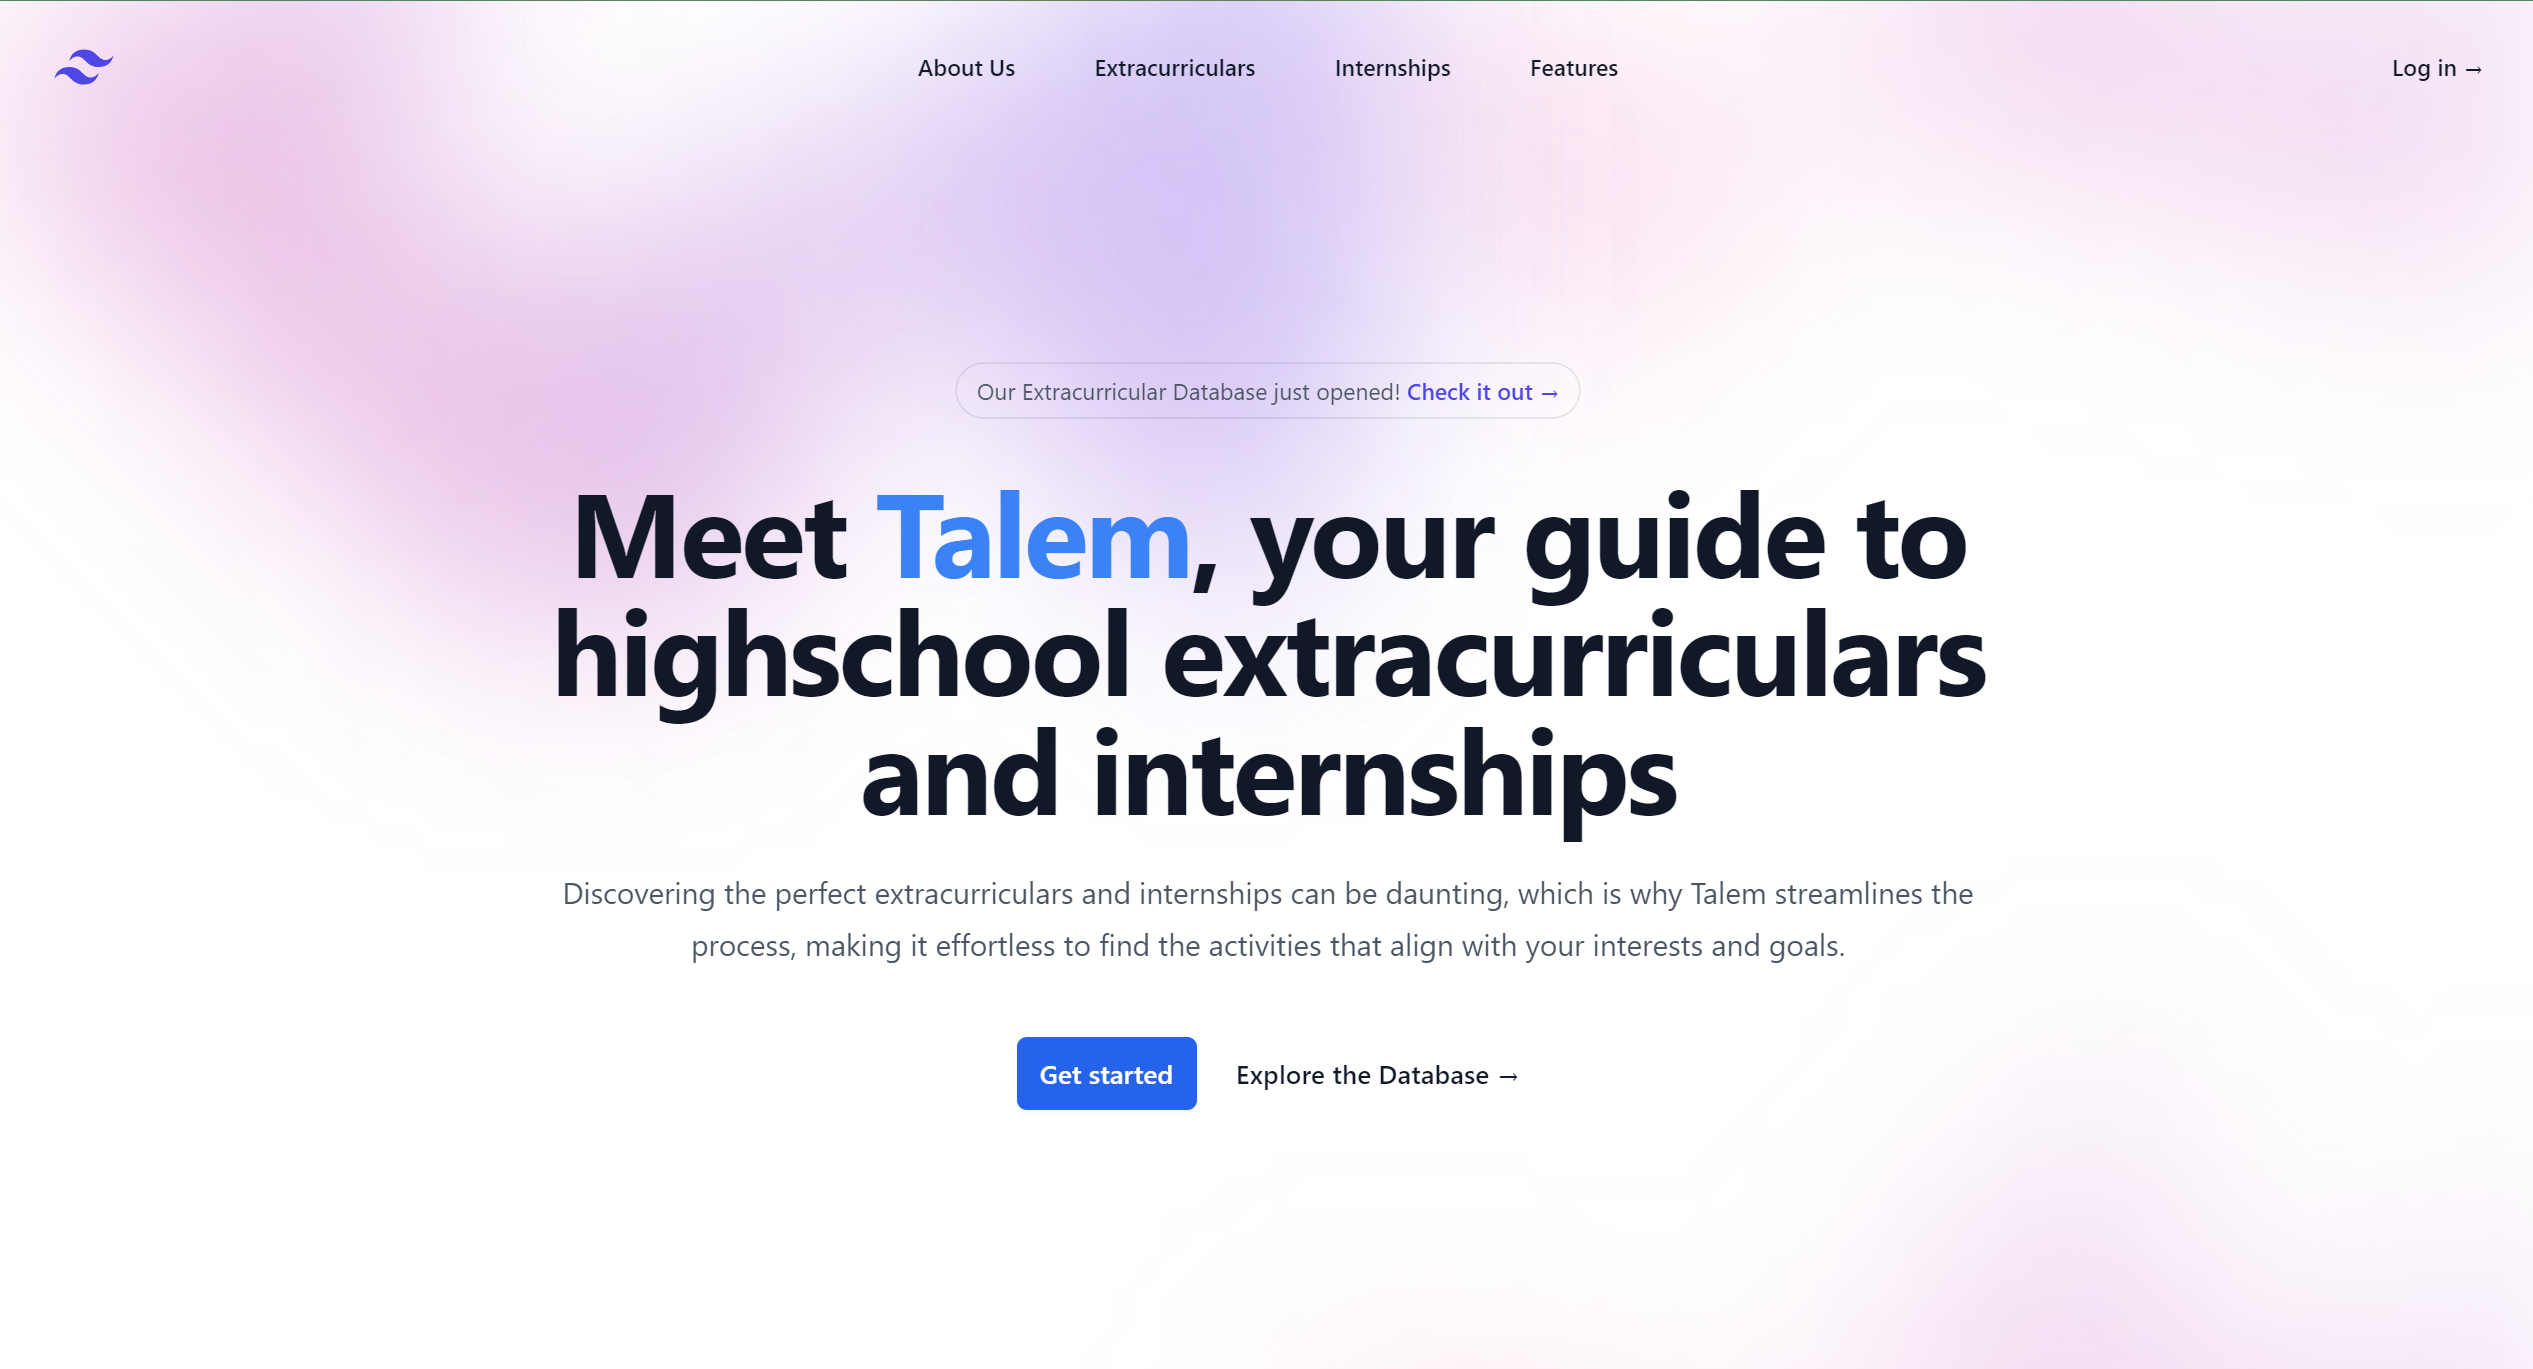 About Us
Extracurriculars
Internships
Features
Log in →
Our Extracurricular Database just opened! Check it out →
Meet Talem, your guide to
highschool extracurriculars
and internships
Discovering the perfect extracurriculars and internships can be daunting, which is why Talem streamlines the
process, making it effortless to find the activities that align with your interests and goals.
Get started
Explore the Database →